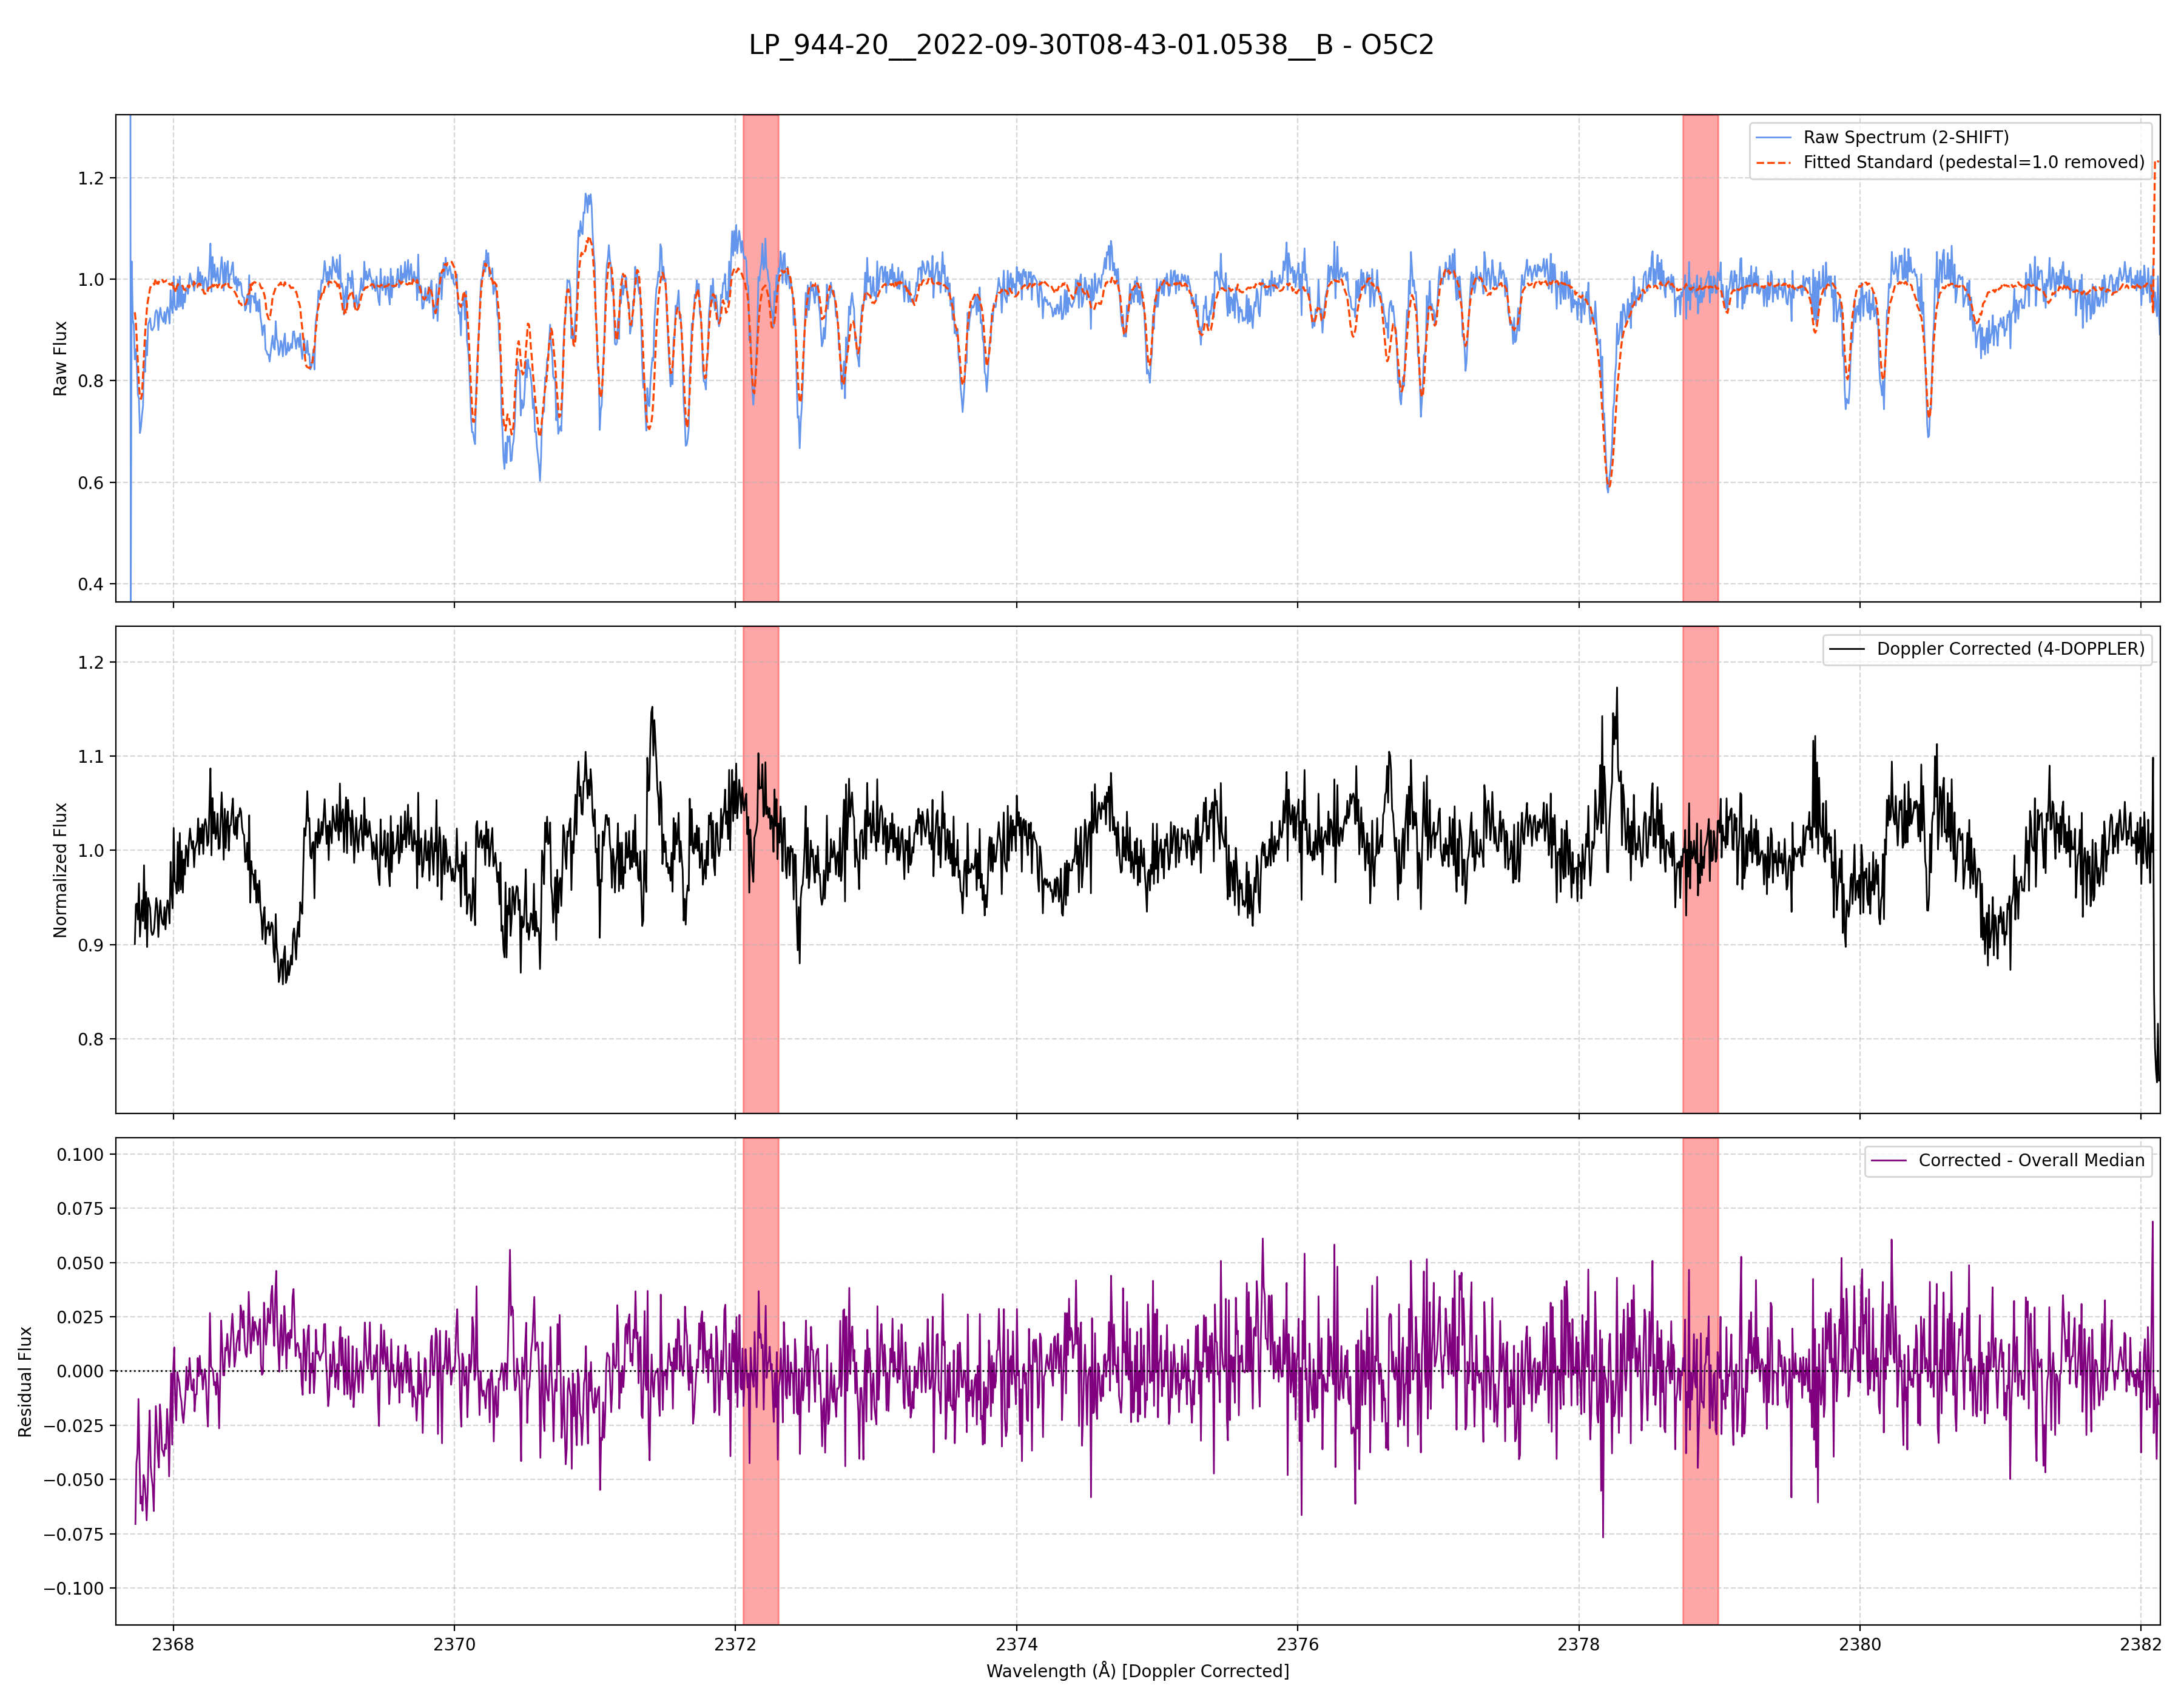 LP_944-20__2022-09-30T08-43-01.0538__B - O5C2
Raw Spectrum (2-SHIFT)
Fitted Standard (pedestal=1.0 removed)
Raw Flux
1.2
1.0
0.8
0.6
0.4
Doppler Corrected (4-DOPPLER)
Normalized Flux
1.2
1.1
1.0
0.9
0.8
Corrected - Overall Median
Residual Flux
0.100
0.075
0.050
0.025
0.000
−0.025
−0.050
−0.075
−0.100
2368 2370 2372 2374 2376 2378 2380 2382
Wavelength (Å) [Doppler Corrected]